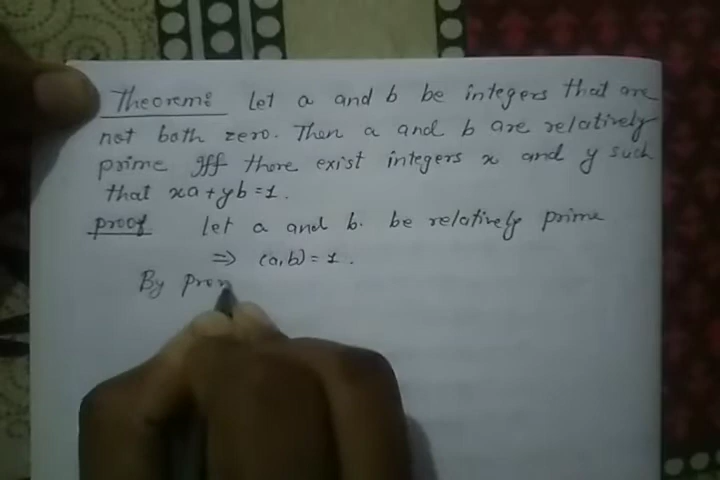 Theorem: Let a and b be integers that are
not both zero. Then a and b are relatively
prime iff there exist integers x and y such
that xa + yb = 1.
proof Let a and b. be relatively prime
⇒ (a,b) = 1.
By